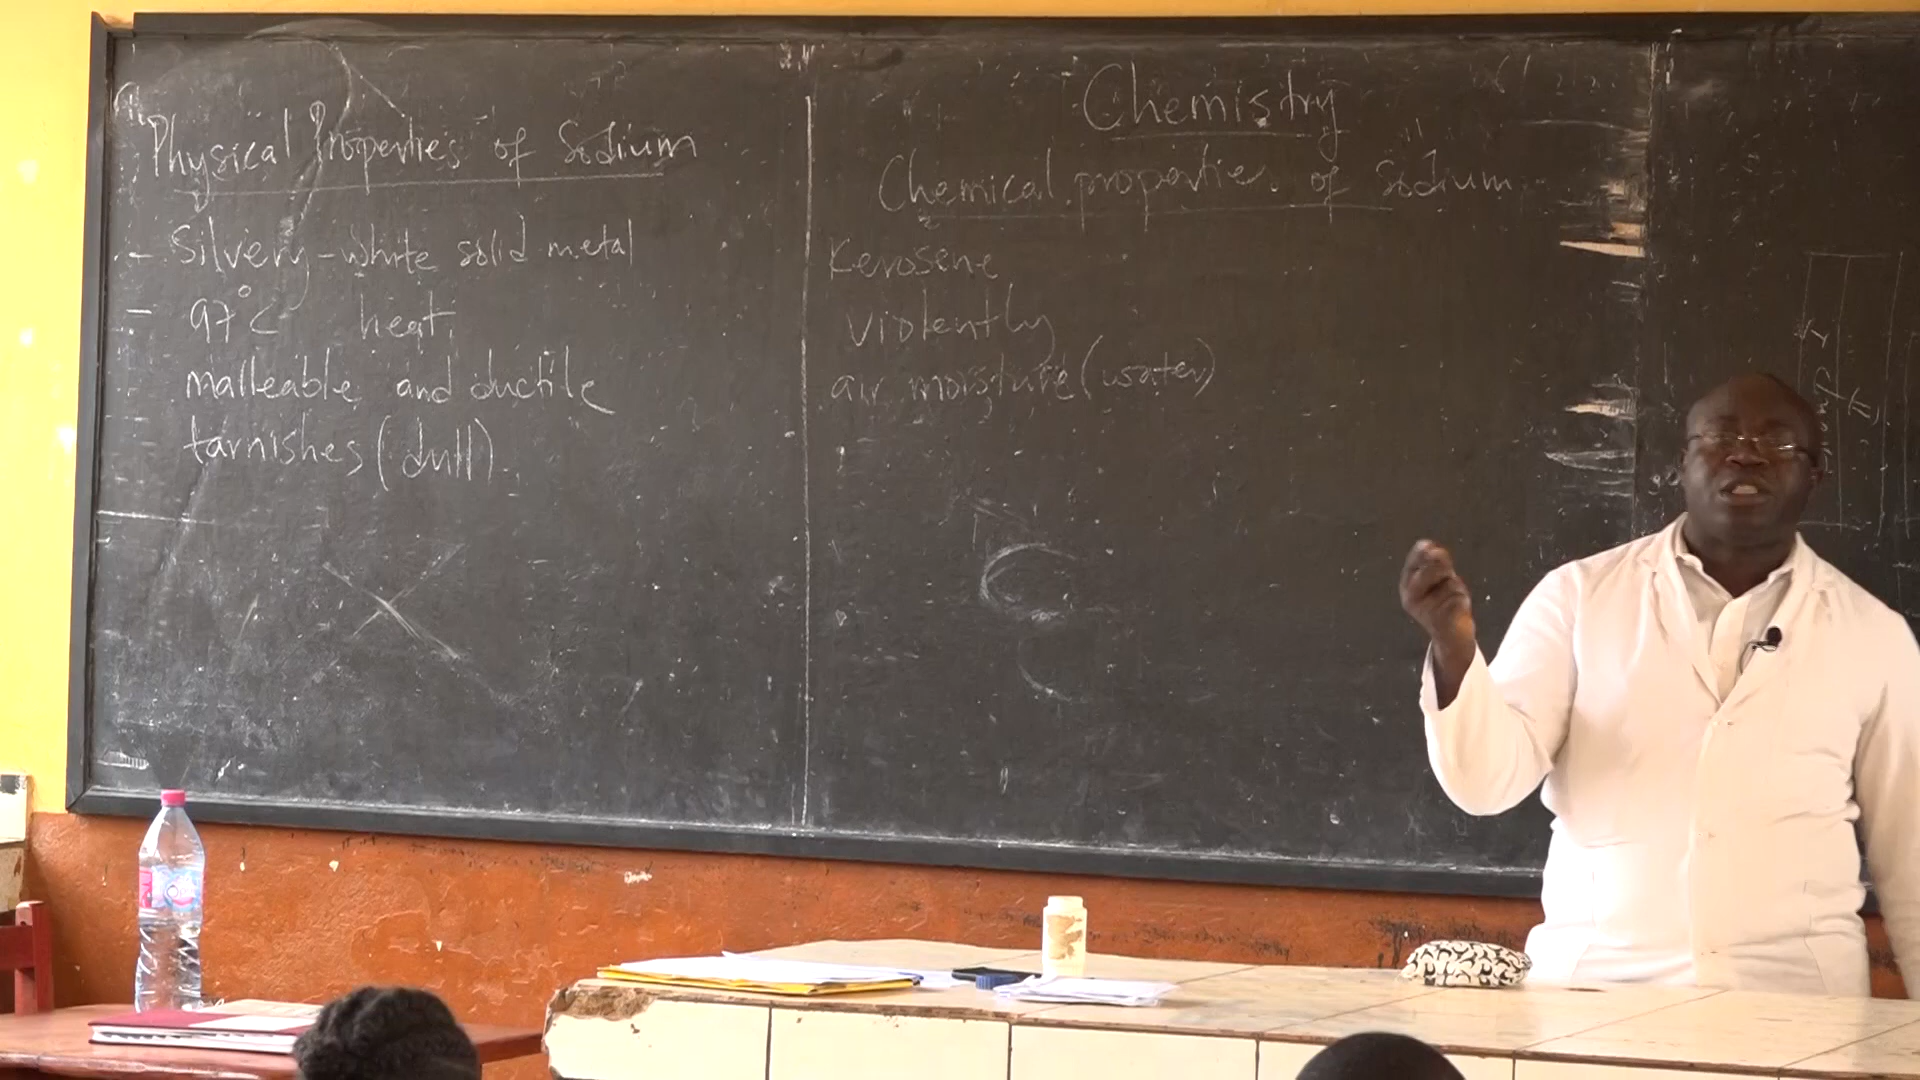 Physical Properties of Sodium
- Silvery-white solid metal
- 97°C heat
malleable and ductile
tarnishes (dull)
Chemistry
Chemical properties of Sodium
Kerosene
Violently
air moisture (water)